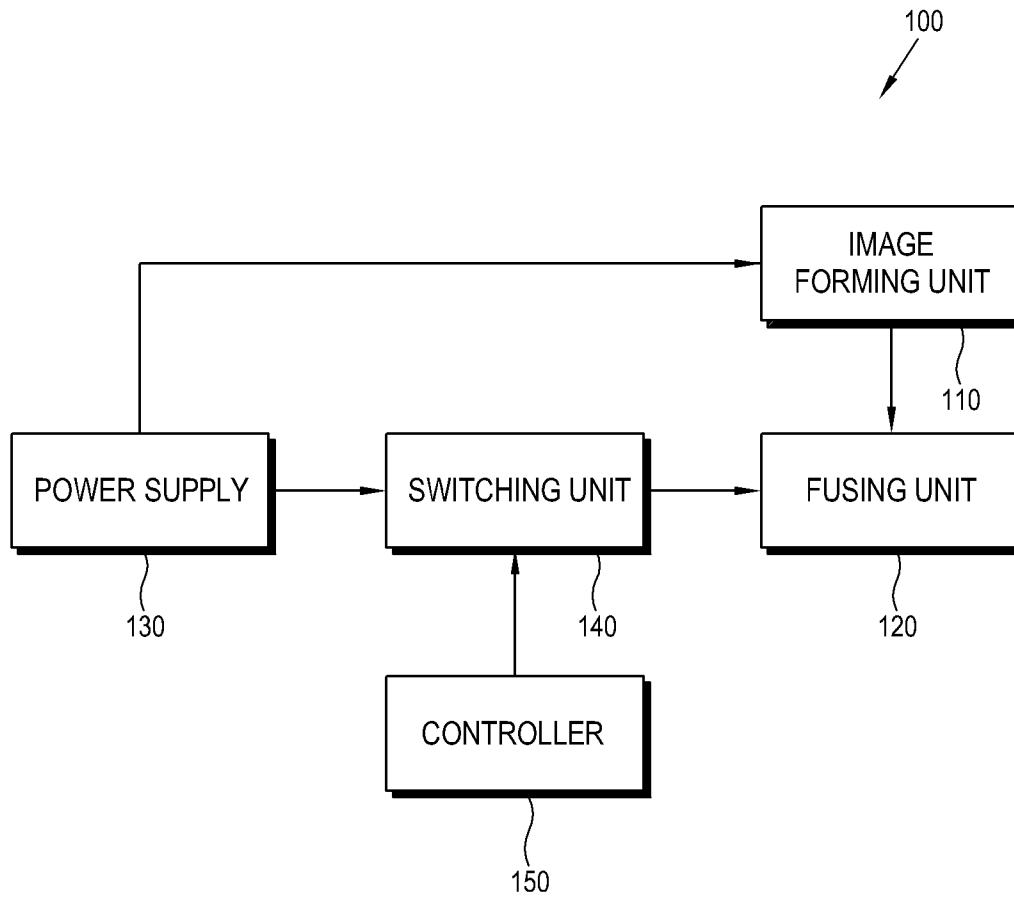 100
IMAGE
FORMING UNIT
110
POWER SUPPLY
SWITCHING UNIT
FUSING UNIT
130
140
120
CONTROLLER
150